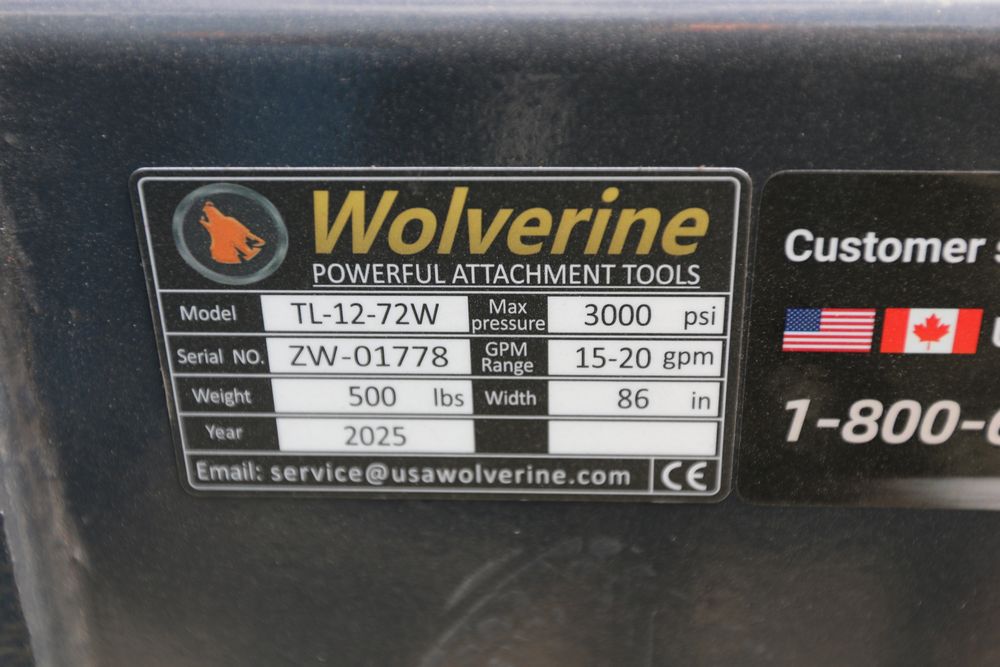 Wolverine
POWERFUL ATTACHMENT TOOLS
Model TL-12-72W Max pressure 3000 psi
Serial NO. ZW-01778 GPM Range 15-20 gpm
Weight 500 lbs Width 86 in
Year 2025
Email: service@usawolverine.com CE
Customer
1-800-